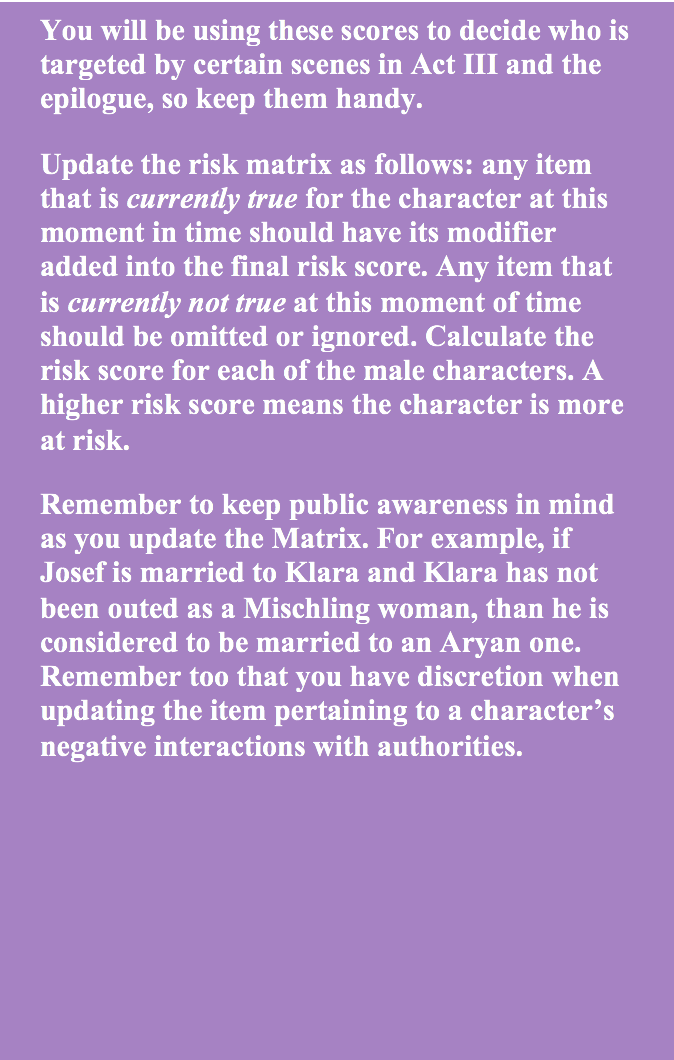 You will be using these scores to decide who is
targeted by certain scenes in Act III and the
epilogue, so keep them handy.
Update the risk matrix as follows: any item
that is currently true for the character at this
moment in time should have its modifier
added into the final risk score. Any item that
is currently not true at this moment of time
should be omitted or ignored. Calculate the
risk score for each of the male characters. A
higher risk score means the character is more
at risk.
Remember to keep public awareness in mind
as you update the Matrix. For example, if
Josef is married to Klara and Klara has not
been outed as a Mischling woman, than he is
considered to be married to an Aryan one.
Remember too that you have discretion when
updating the item pertaining to a character’s
negative interactions with authorities.